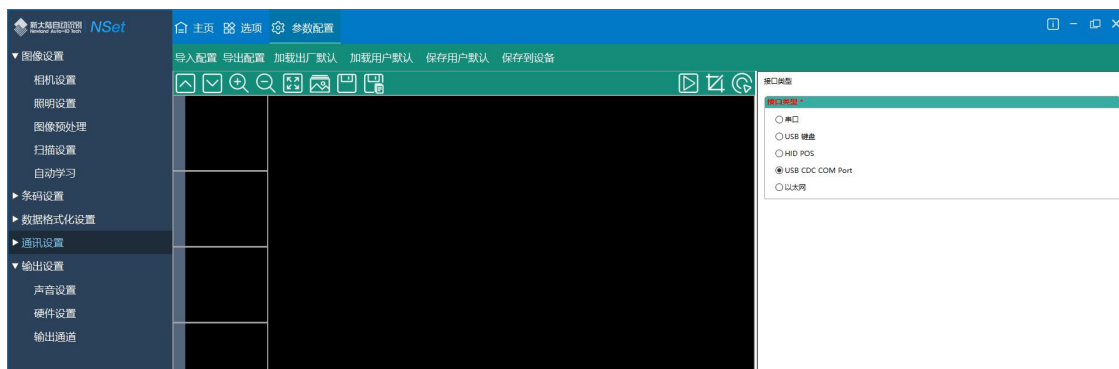 新大陆自动识别
Newland Auto-ID Tech
NSet
主页 选项 参数配置
导入配置 导出配置 加载出厂默认 加载用户默认 保存用户默认 保存到设备
图像设置
相机设置
照明设置
图像预处理
扫描设置
自动学习
条码设置
数据格式化设置
通讯设置
输出设置
声音设置
硬件设置
输出通道
接口类型
接口类型 *
串口
USB 键盘
HID POS
USB CDC COM Port
以太网